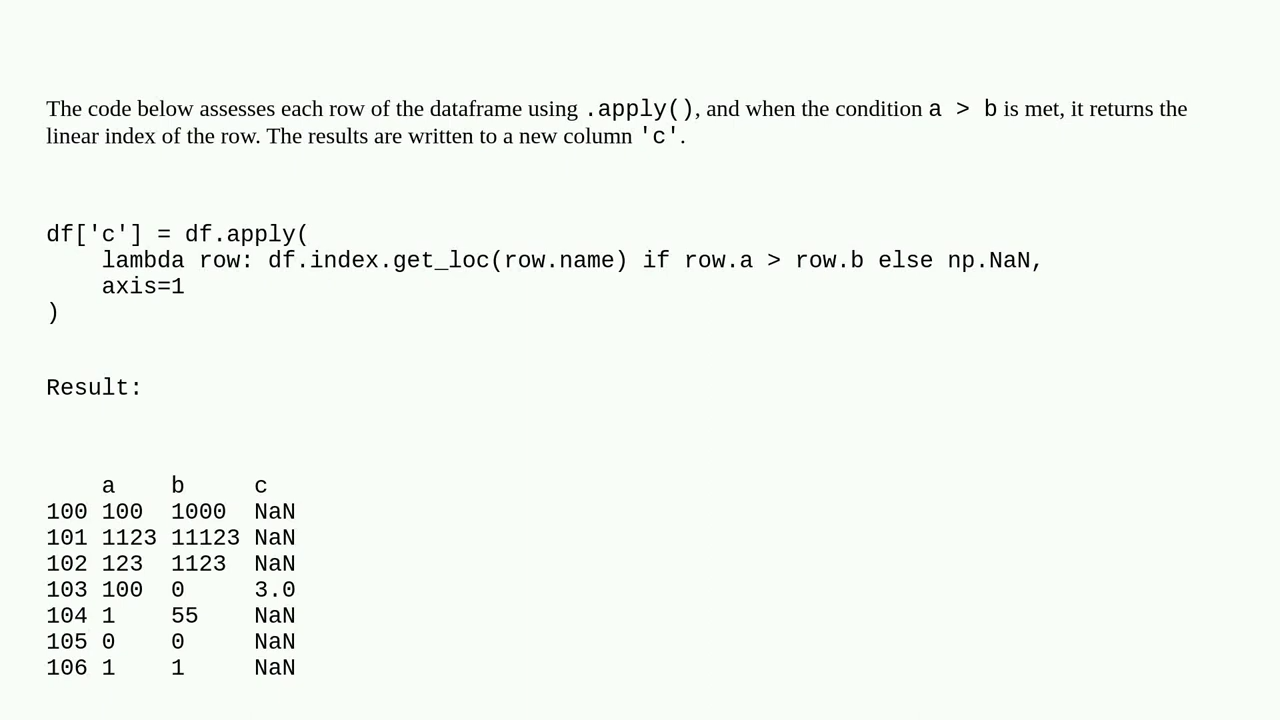 The code below assesses each row of the dataframe using .apply(), and when the condition a > b is met, it returns the
linear index of the row. The results are written to a new column 'c'.
df['c'] = df.apply(
    lambda row: df.index.get_loc(row.name) if row.a > row.b else np.NaN,
    axis=1
)
Result:
    a    b     c
100 100  1000  NaN
101 1123 11123 NaN
102 123  1123  NaN
103 100  0     3.0
104 1    55    NaN
105 0    0     NaN
106 1    1     NaN